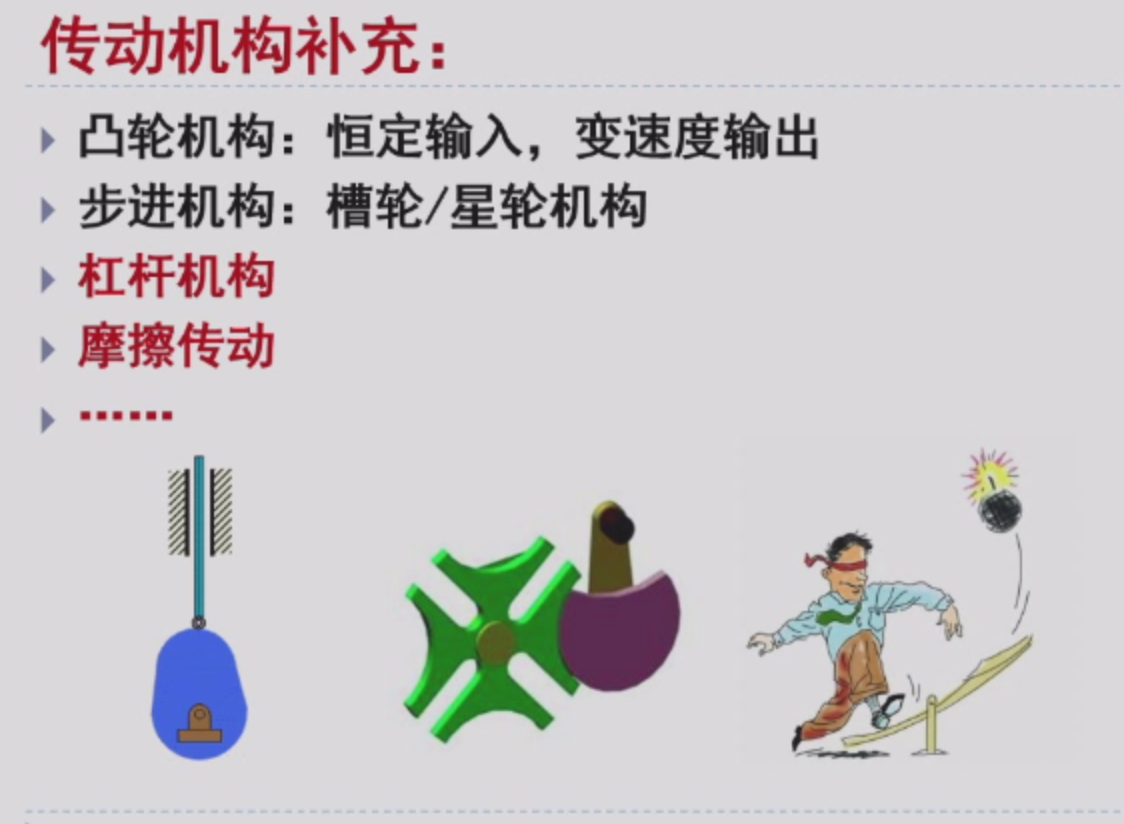 传动机构补充：
凸轮机构：恒定输入，变速度输出
步进机构：槽轮/星轮机构
杠杆机构
摩擦传动
……